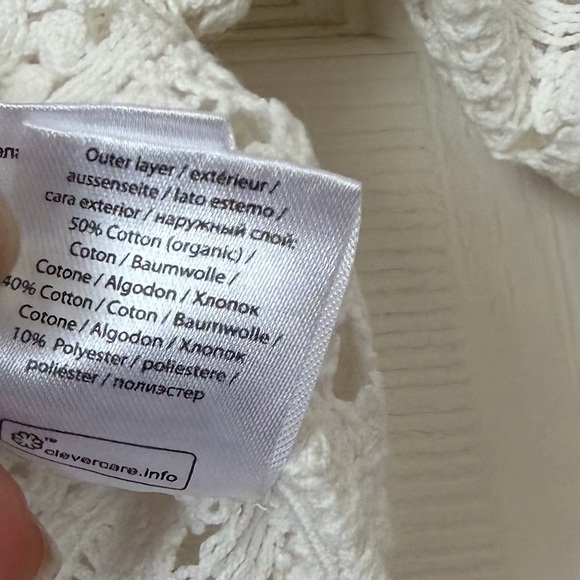 Outer layer / extérieur /
aussenseite / lato esterno /
cara exterior / наружный слой:
50% Cotton (organic) /
Coton / Baumwolle /
Cotone / Algodon / Хлопок
40% Cotton / Coton / Baumwolle /
Cotone / Algodon / Хлопок
10% Polyester / poliestere /
poliéster / полиэстер
™
clevercare.info